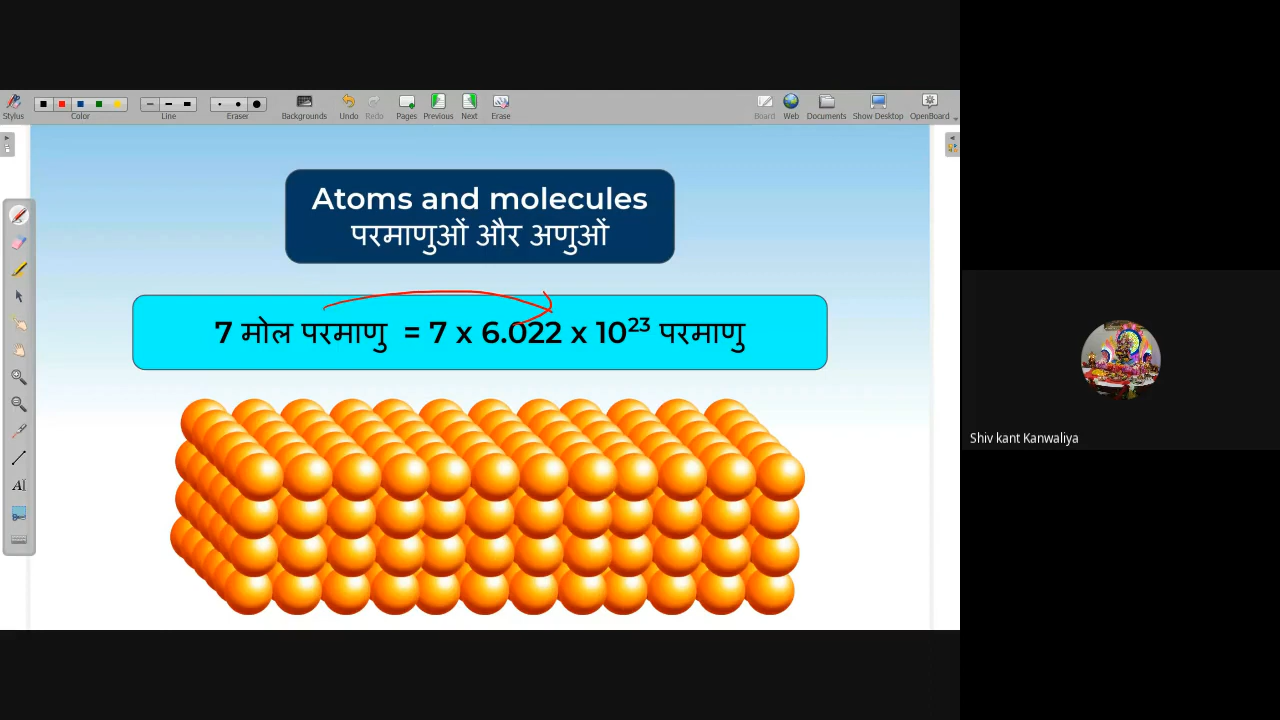 Stylus Color Line Eraser Backgrounds Undo Redo Pages Previous Next Erase Board Web Documents Show Desktop OpenBoard
Atoms and molecules
परमाणुओं और अणुओं
7 मोल परमाणु = 7 x 6.022 x 10²³ परमाणु
Shiv kant Kanwaliya